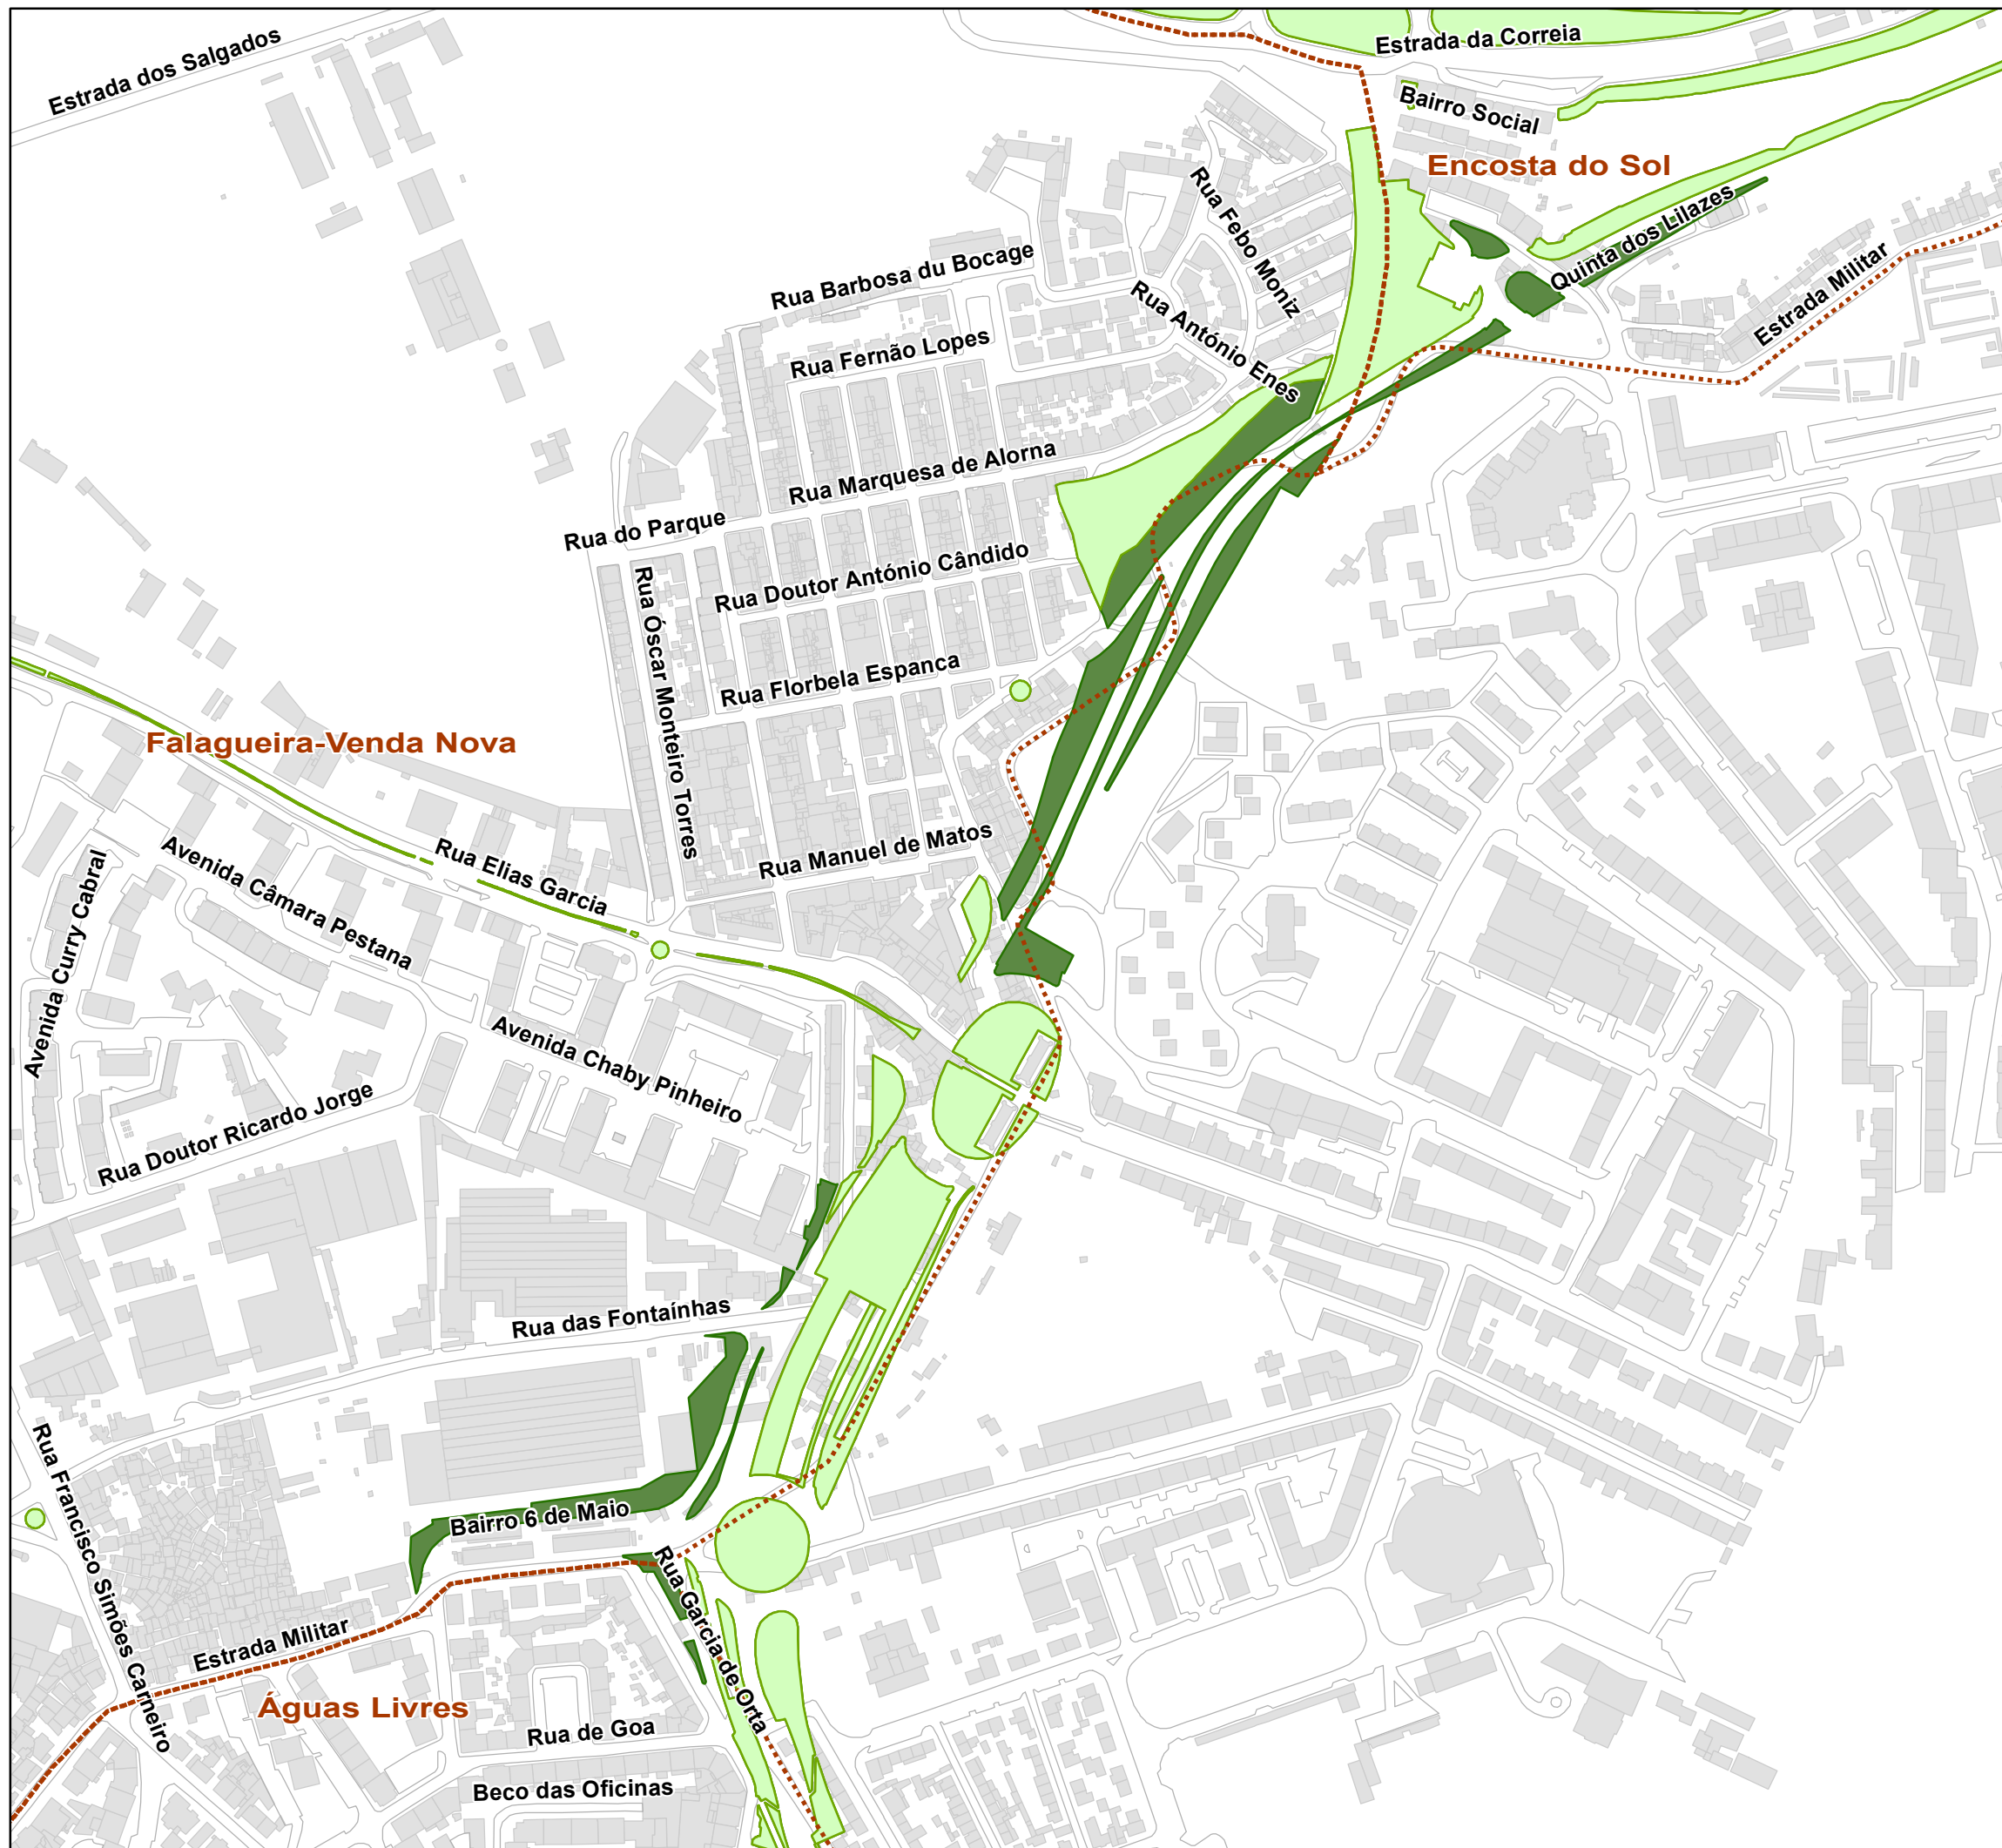 Estrada dos Salgados
Estrada da Correia
Bairro Social
Encosta do Sol
Rua Febo Moniz
Quinta dos Lilazes
Estrada Militar
Rua Barbosa du Bocage
Rua António Enes
Rua Fernão Lopes
Rua Marquesa de Alorna
Rua do Parque
Rua Doutor António Cândido
Rua Óscar Monteiro Torres
Rua Florbela Espanca
Falagueira-Venda Nova
Rua Manuel de Matos
Rua Elias Garcia
Avenida Câmara Pestana
Avenida Curry Cabral
Avenida Chaby Pinheiro
Rua Doutor Ricardo Jorge
Rua das Fontaínhas
Rua Francisco Simões Carneiro
Bairro 6 de Maio
Rua Garcia de Orta
Estrada Militar
Águas Livres
Rua de Goa
Beco das Oficinas